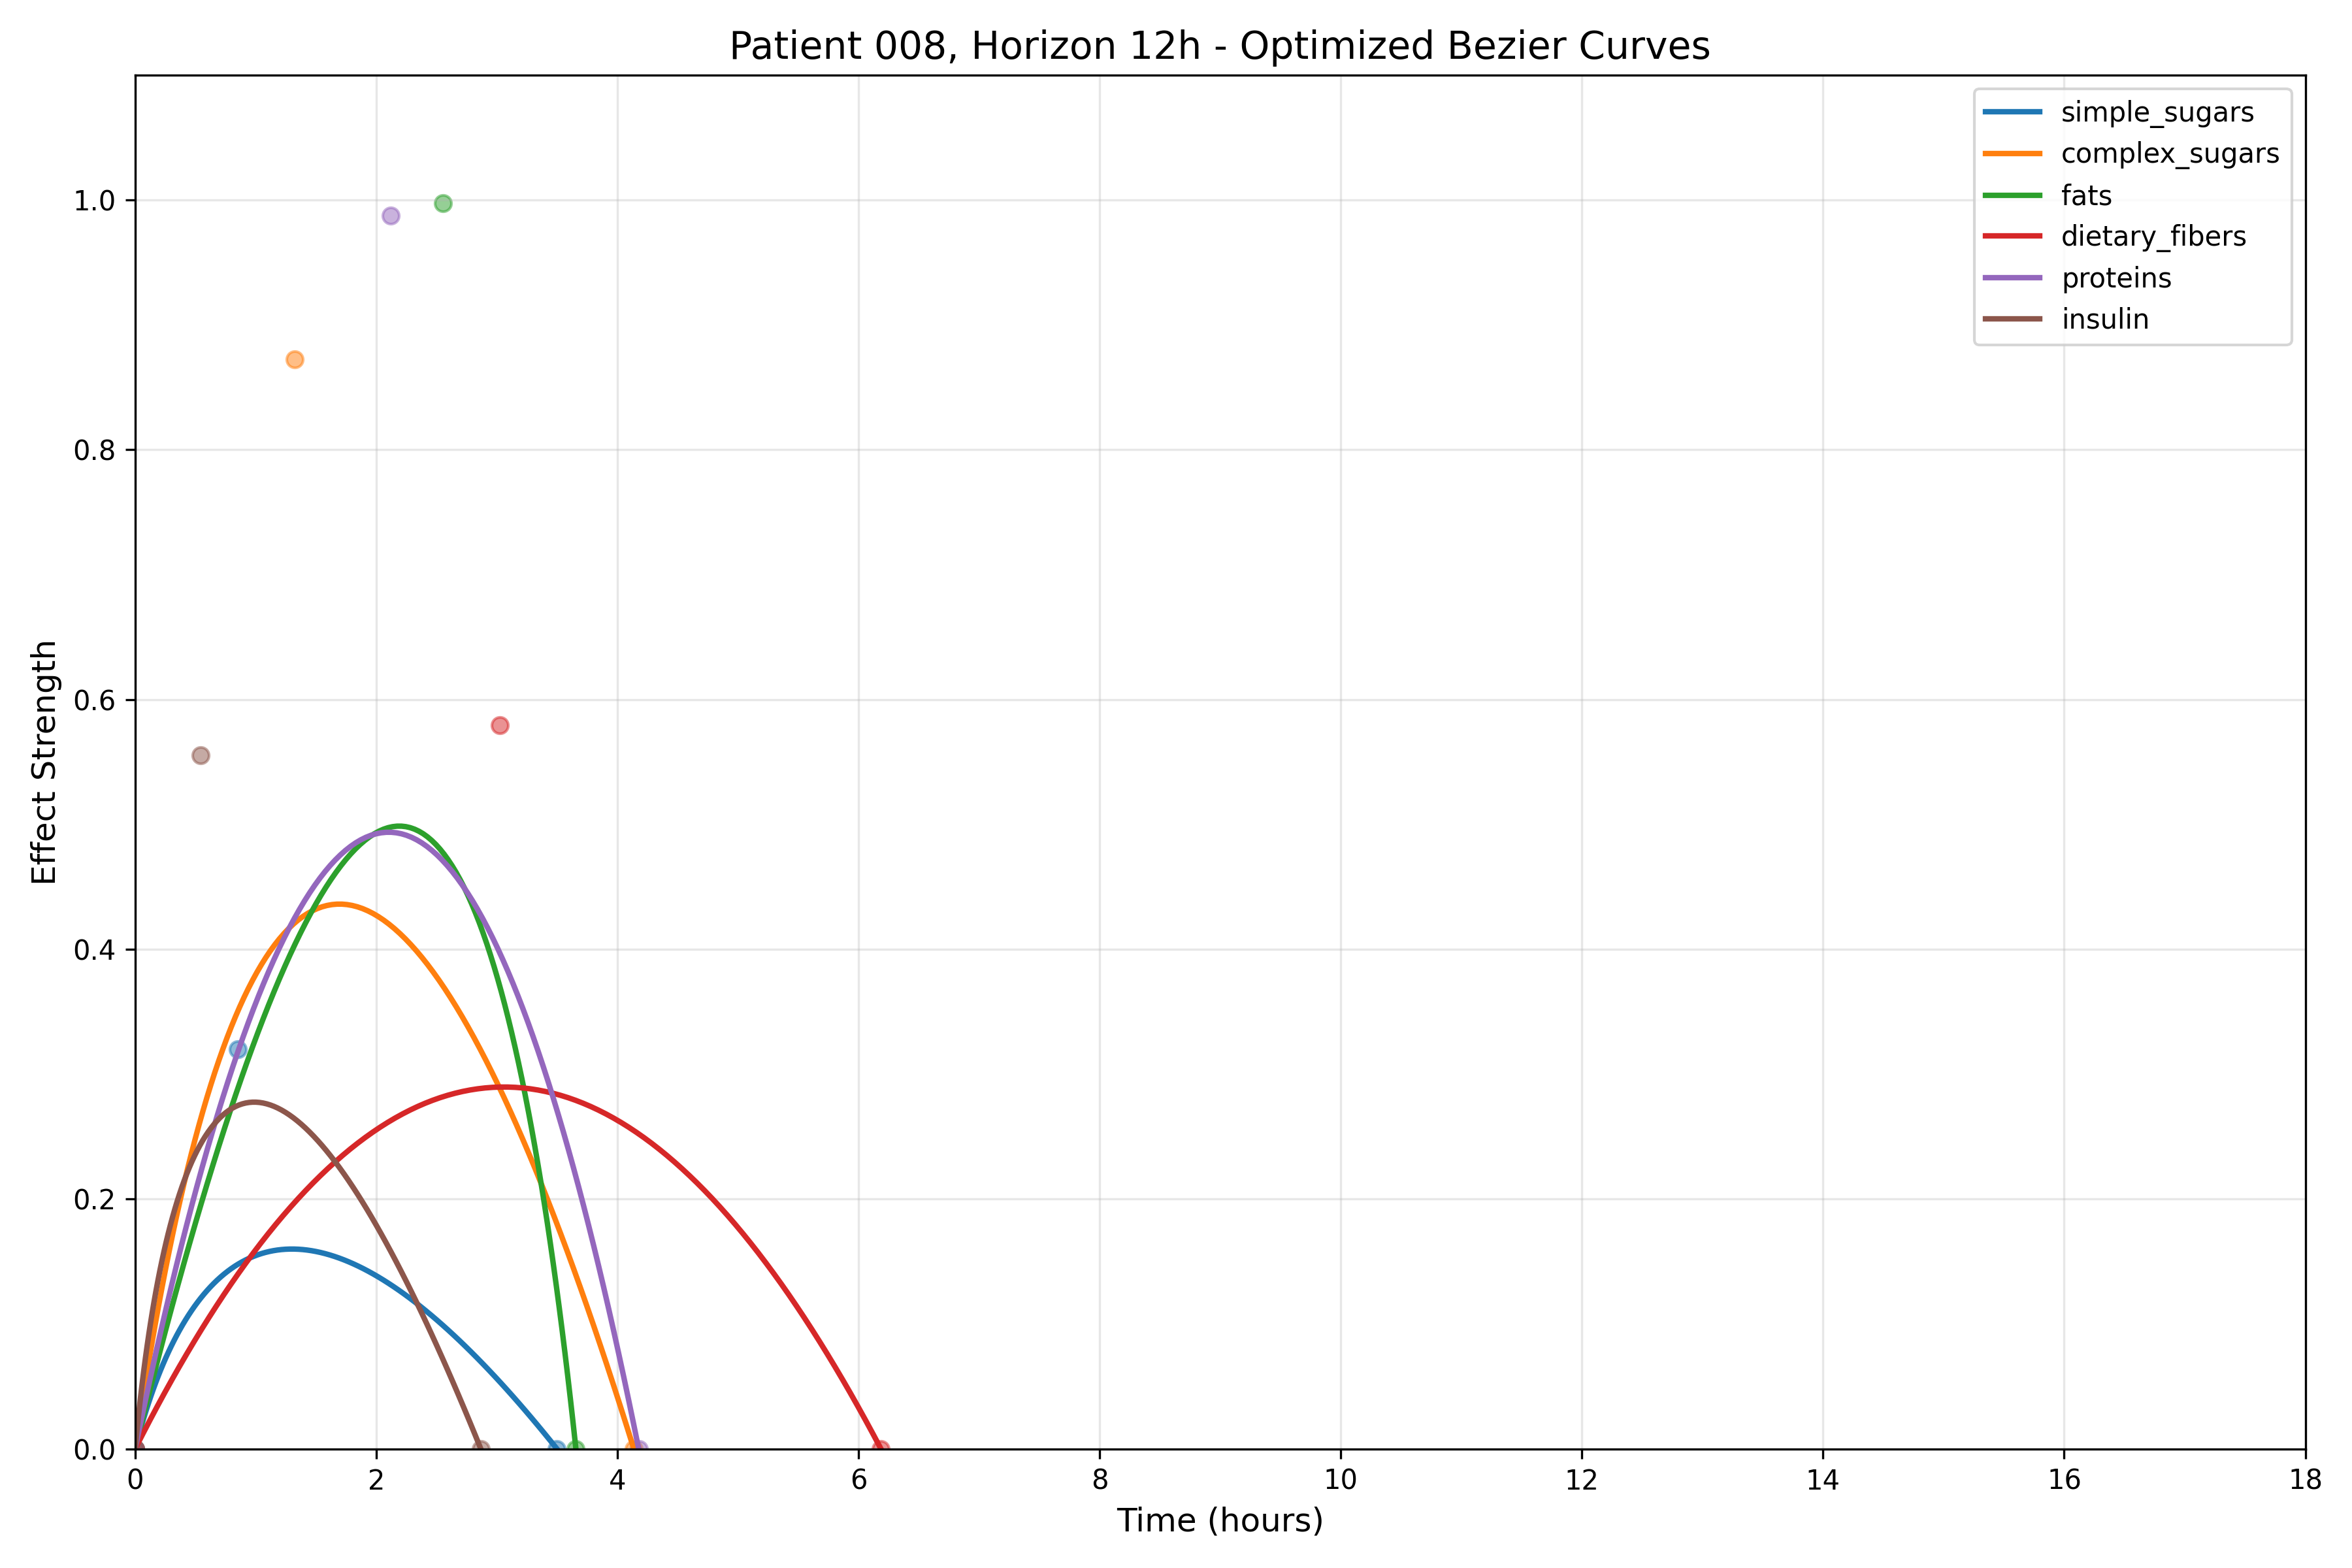 Patient 008, Horizon 12h - Optimized Bezier Curves
simple_sugars
complex_sugars
fats
dietary_fibers
proteins
insulin
Effect Strength
1.0
0.8
0.6
0.4
0.2
0.0
0 2 4 6 8 10 12 14 16 18
Time (hours)